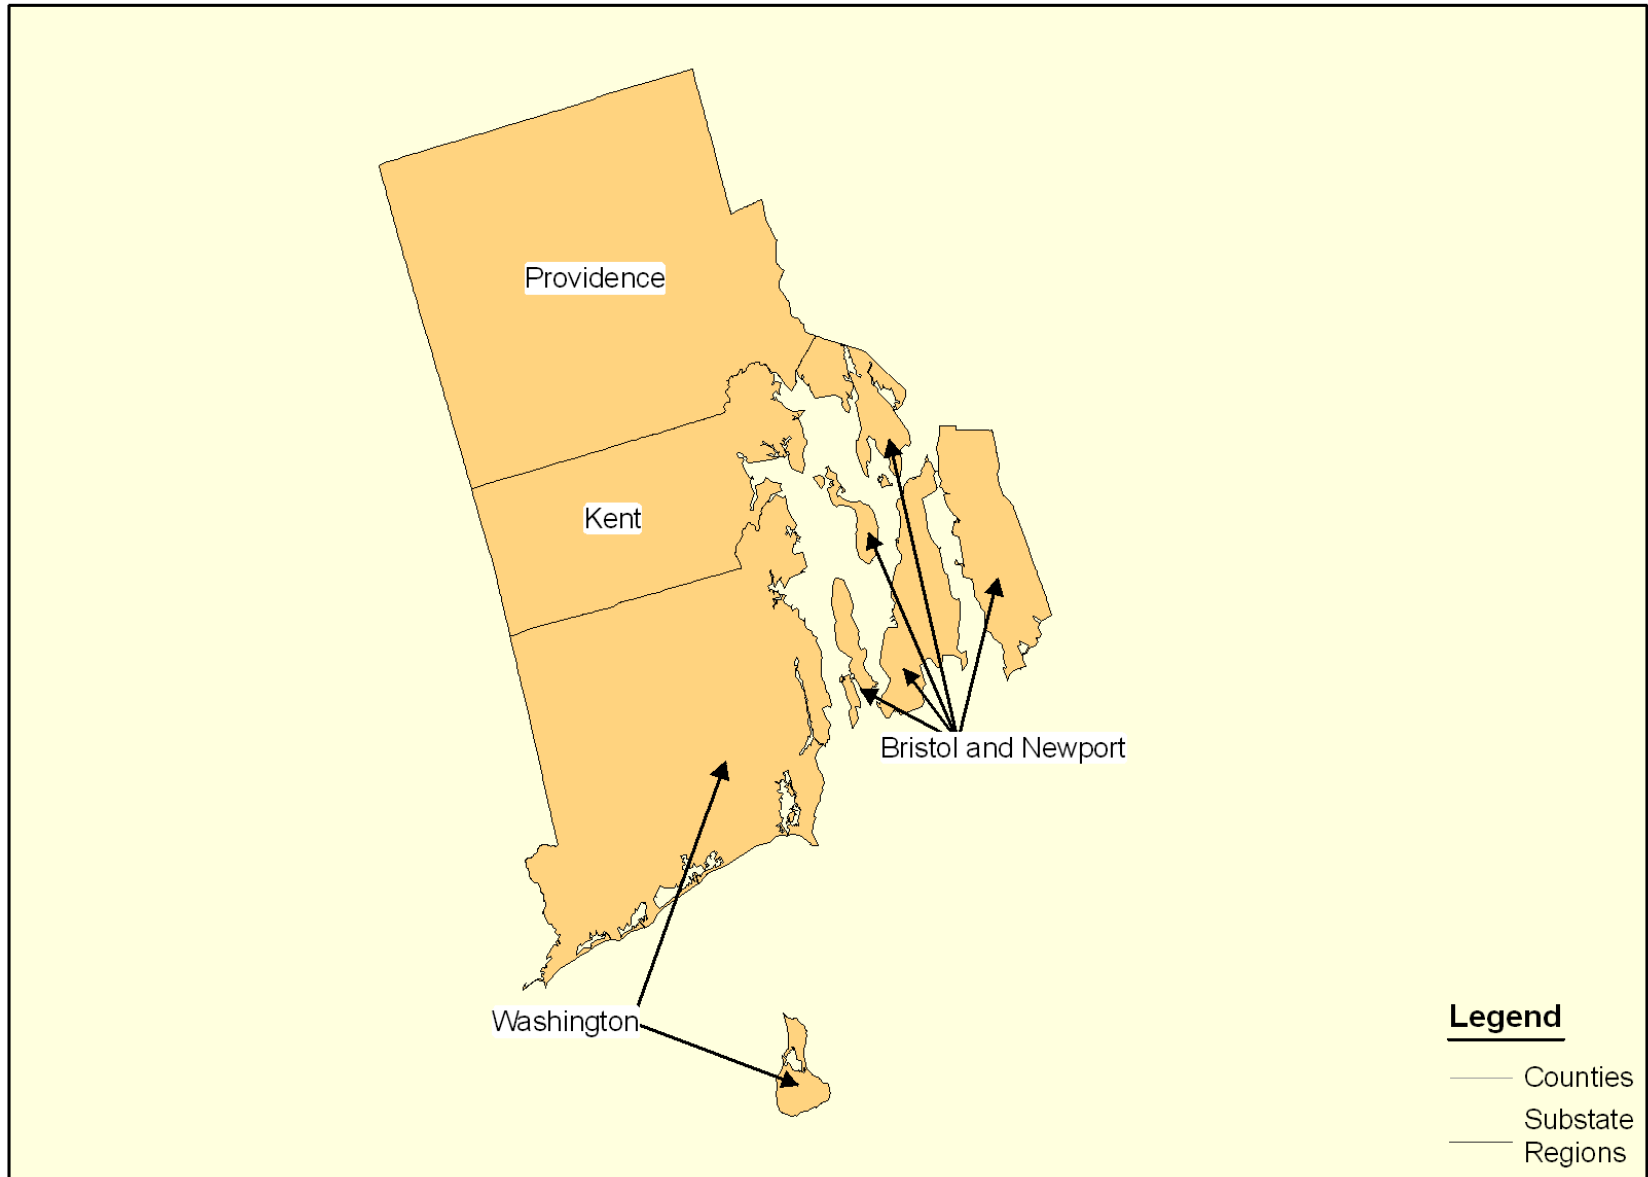 Providence
Kent
Bristol and Newport
Washington
Legend
Counties
Substate
Regions